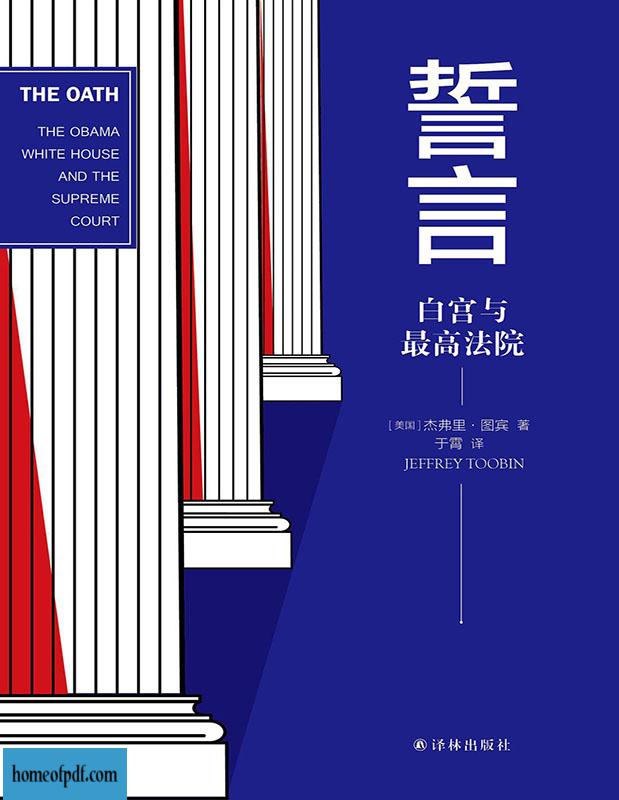 THE OATH
THE OBAMA
WHITE HOUSE
AND THE
SUPREME
COURT
誓言
白宫与
最高法院
[美国]杰弗里·图宾 著
于霄 译
JEFFREY TOOBIN
译林出版社
homeofpdf.com